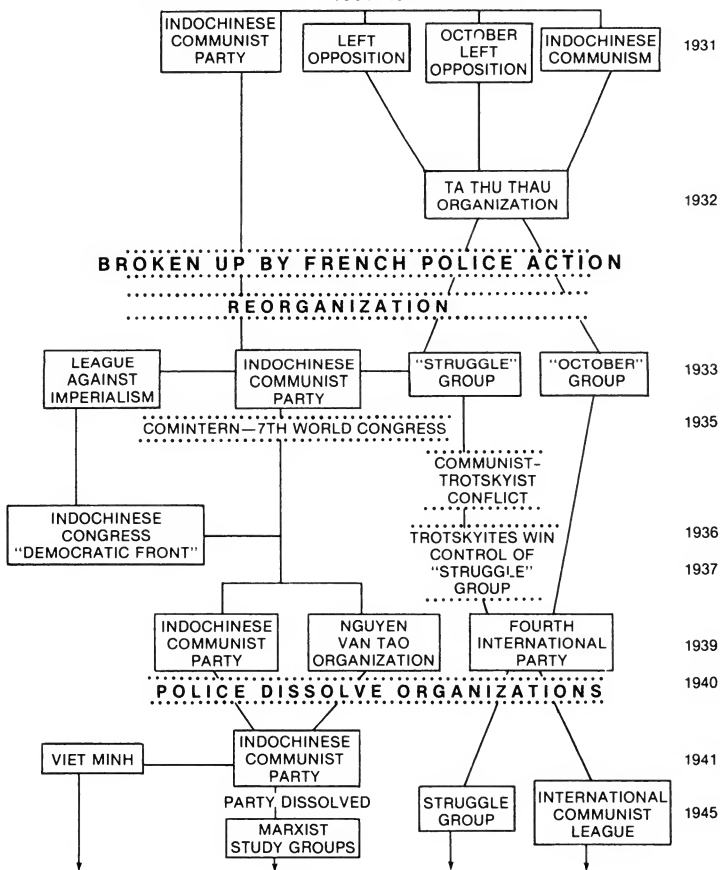 INDOCHINESE
COMMUNIST
PARTY
LEFT
OPPOSITION
OCTOBER
LEFT
OPPOSITION
INDOCHINESE
COMMUNISM
1931
TA THU THAU
ORGANIZATION
1932
BROKEN UP BY FRENCH POLICE ACTION
REORGANIZATION
LEAGUE
AGAINST
IMPERIALISM
INDOCHINESE
COMMUNIST
PARTY
"STRUGGLE"
GROUP
"OCTOBER"
GROUP
1933
COMINTERN—7TH WORLD CONGRESS
1935
COMMUNIST–
TROTSKYIST
CONFLICT
INDOCHINESE
CONGRESS
"DEMOCRATIC FRONT"
TROTSKYITES WIN
CONTROL OF
"STRUGGLE"
GROUP
1936
1937
INDOCHINESE
COMMUNIST
PARTY
NGUYEN
VAN TAO
ORGANIZATION
FOURTH
INTERNATIONAL
PARTY
1939
POLICE DISSOLVE ORGANIZATIONS
1940
VIET MINH
INDOCHINESE
COMMUNIST
PARTY
1941
PARTY DISSOLVED
MARXIST
STUDY GROUPS
STRUGGLE
GROUP
INTERNATIONAL
COMMUNIST
LEAGUE
1945